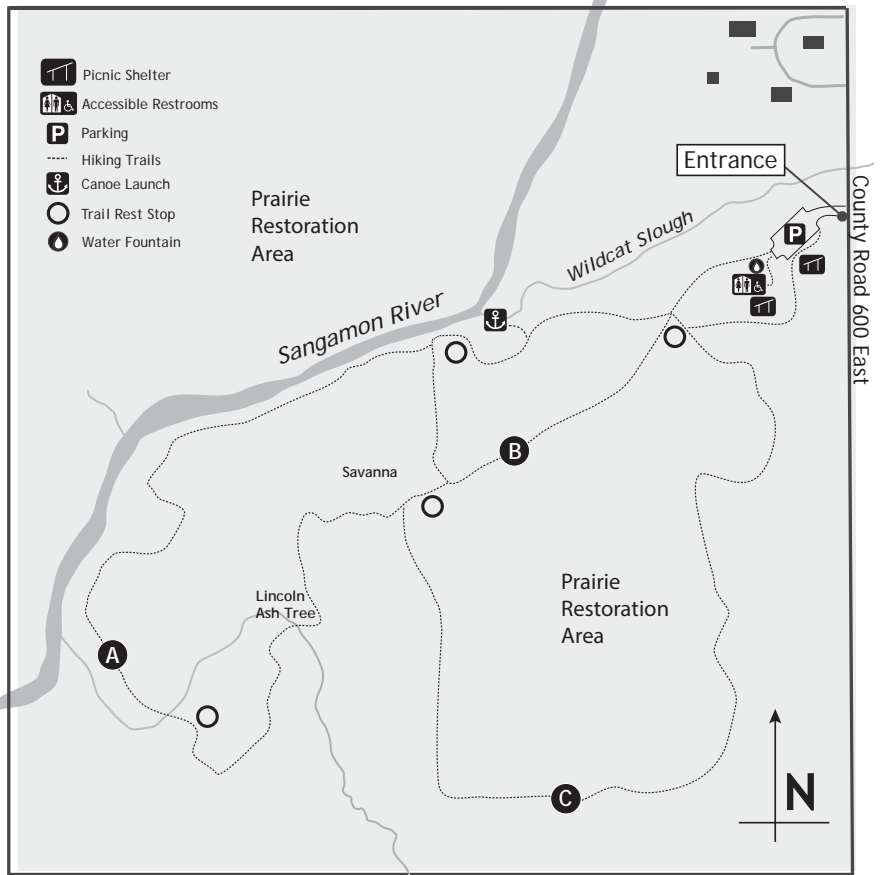 Picnic Shelter
Accessible Restrooms
P Parking
Hiking Trails
Canoe Launch
Trail Rest Stop
Water Fountain
Prairie
Restoration
Area
Entrance
County Road 600 East
P
Wildcat Slough
Sangamon River
B
Savanna
Prairie
Restoration
Area
Lincoln
Ash Tree
A
C
N